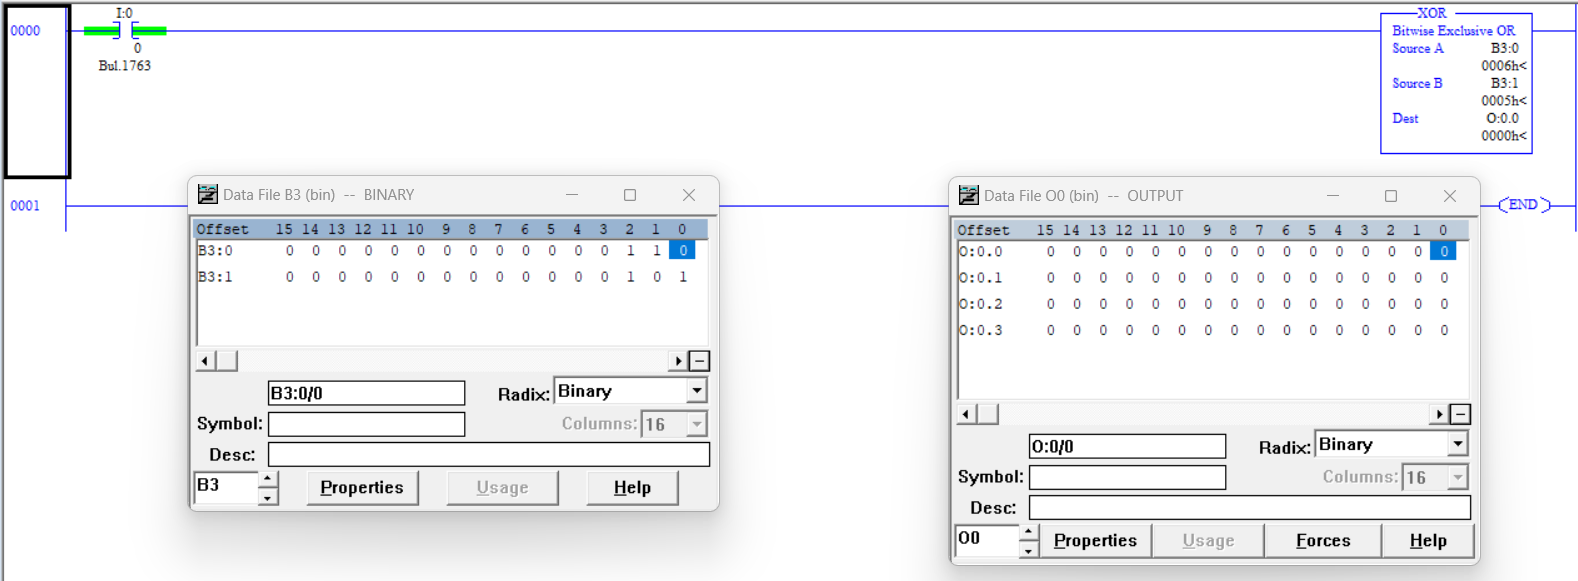 0000
I:0
0
Bul.1763
XOR
Bitwise Exclusive OR
Source A B3:0
0006h<
Source B B3:1
0005h<
Dest O:0.0
0000h<
0001
END
Data File B3 (bin) -- BINARY
Offset 15 14 13 12 11 10 9 8 7 6 5 4 3 2 1 0
B3:0 0 0 0 0 0 0 0 0 0 0 0 0 0 1 1 0
B3:1 0 0 0 0 0 0 0 0 0 0 0 0 0 1 0 1
B3:0/0
Radix: Binary
Symbol:
Columns: 16
Desc:
B3
Properties
Usage
Help
Data File O0 (bin) -- OUTPUT
Offset 15 14 13 12 11 10 9 8 7 6 5 4 3 2 1 0
O:0.0 0 0 0 0 0 0 0 0 0 0 0 0 0 0 0 0
O:0.1 0 0 0 0 0 0 0 0 0 0 0 0 0 0 0 0
O:0.2 0 0 0 0 0 0 0 0 0 0 0 0 0 0 0 0
O:0.3 0 0 0 0 0 0 0 0 0 0 0 0 0 0 0 0
O:0/0
Radix: Binary
Symbol:
Columns: 16
Desc:
O0
Properties
Usage
Forces
Help